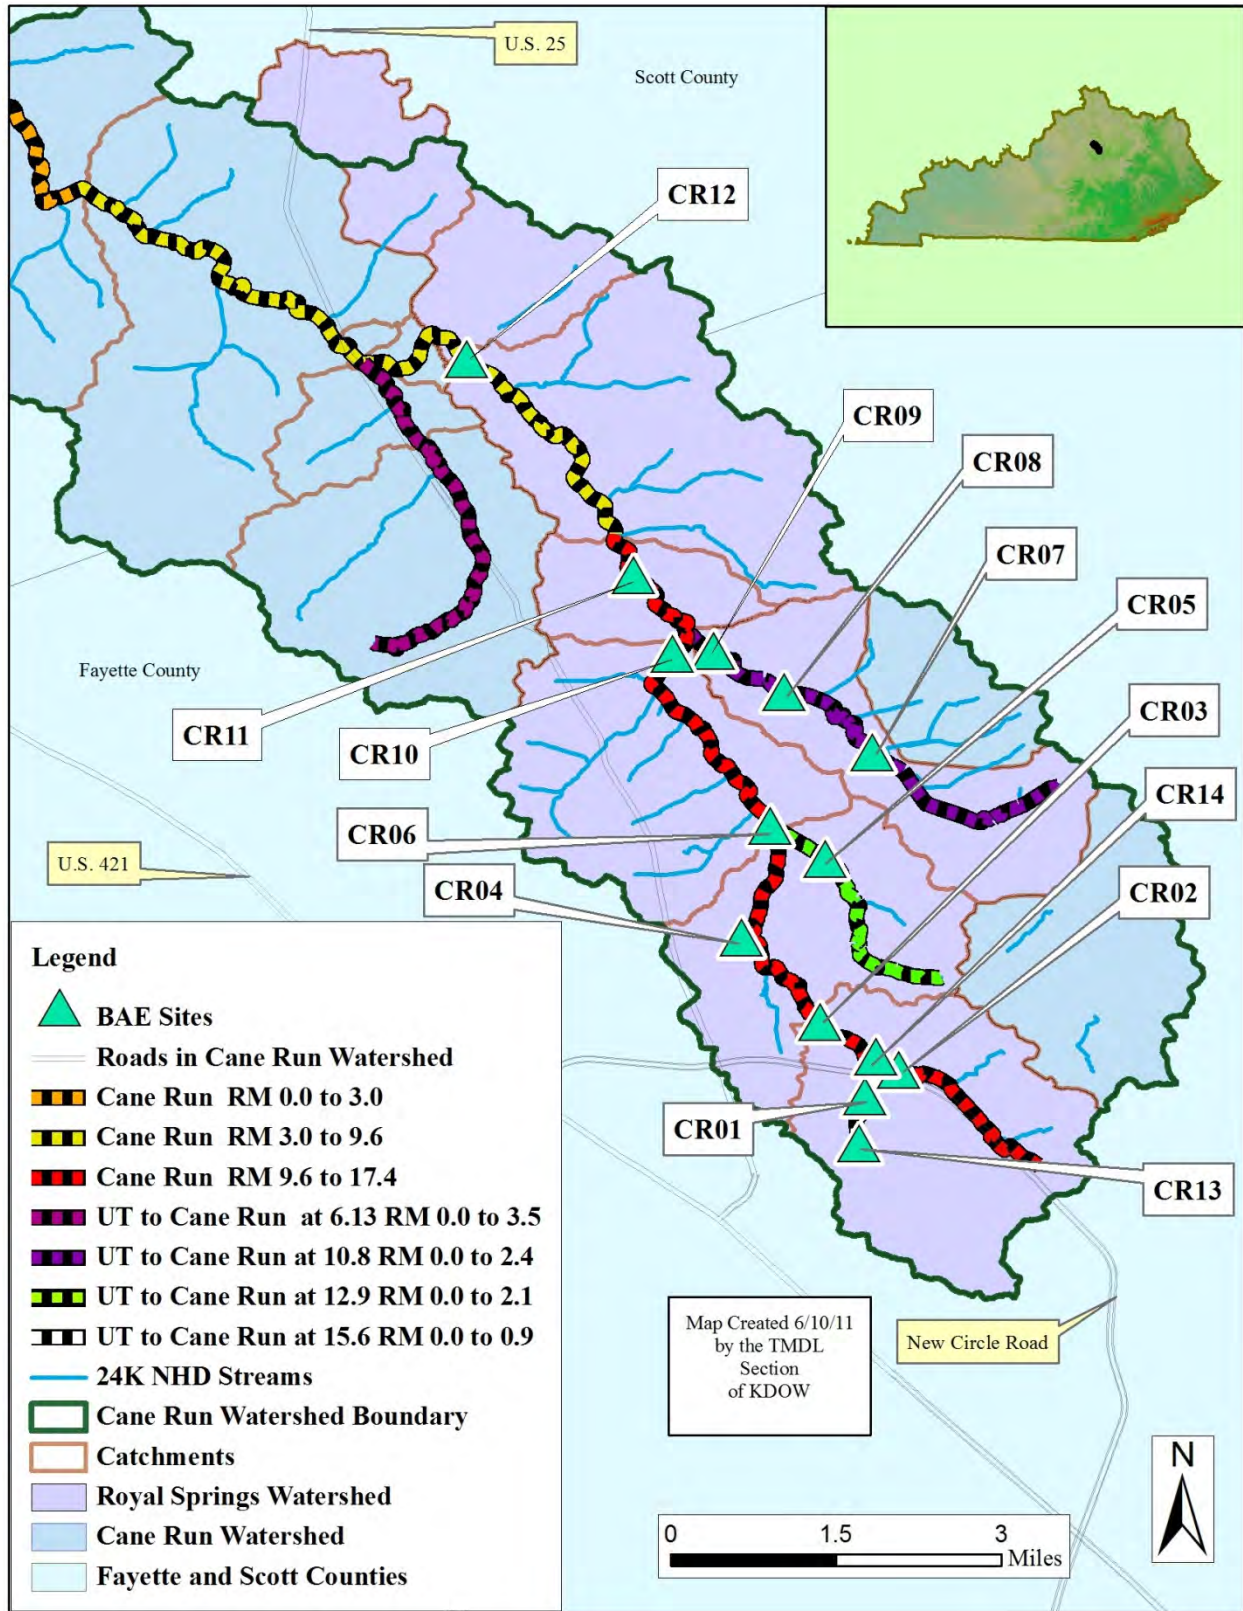 U.S. 25
Scott County
CR12
CR09
CR08
CR07
CR05
Fayette County
CR03
CR11
CR10
CR14
CR06
U.S. 421
CR04
CR02
CR01
CR13
Legend
BAE Sites
Roads in Cane Run Watershed
Cane Run RM 0.0 to 3.0
Cane Run RM 3.0 to 9.6
Cane Run RM 9.6 to 17.4
UT to Cane Run at 6.13 RM 0.0 to 3.5
UT to Cane Run at 10.8 RM 0.0 to 2.4
UT to Cane Run at 12.9 RM 0.0 to 2.1
UT to Cane Run at 15.6 RM 0.0 to 0.9
24K NHD Streams
Cane Run Watershed Boundary
Catchments
Royal Springs Watershed
Cane Run Watershed
Fayette and Scott Counties
Map Created 6/10/11
by the TMDL
Section
of KDOW
New Circle Road
N
0 1.5 3
Miles